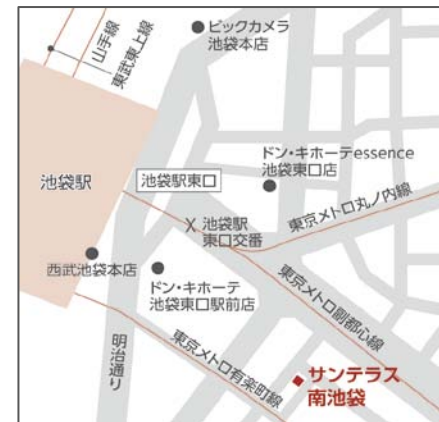 ビックカメラ
池袋本店
山手線
東武東上線
ドン・キホーテessence
池袋東口店
池袋駅
池袋駅東口
池袋駅
東口交番
東京メトロ丸ノ内線
西武池袋本店
ドン・キホーテ
池袋東口駅前店
東京メトロ副都心線
明治通り
東京メトロ有楽町線
サンテラス
南池袋